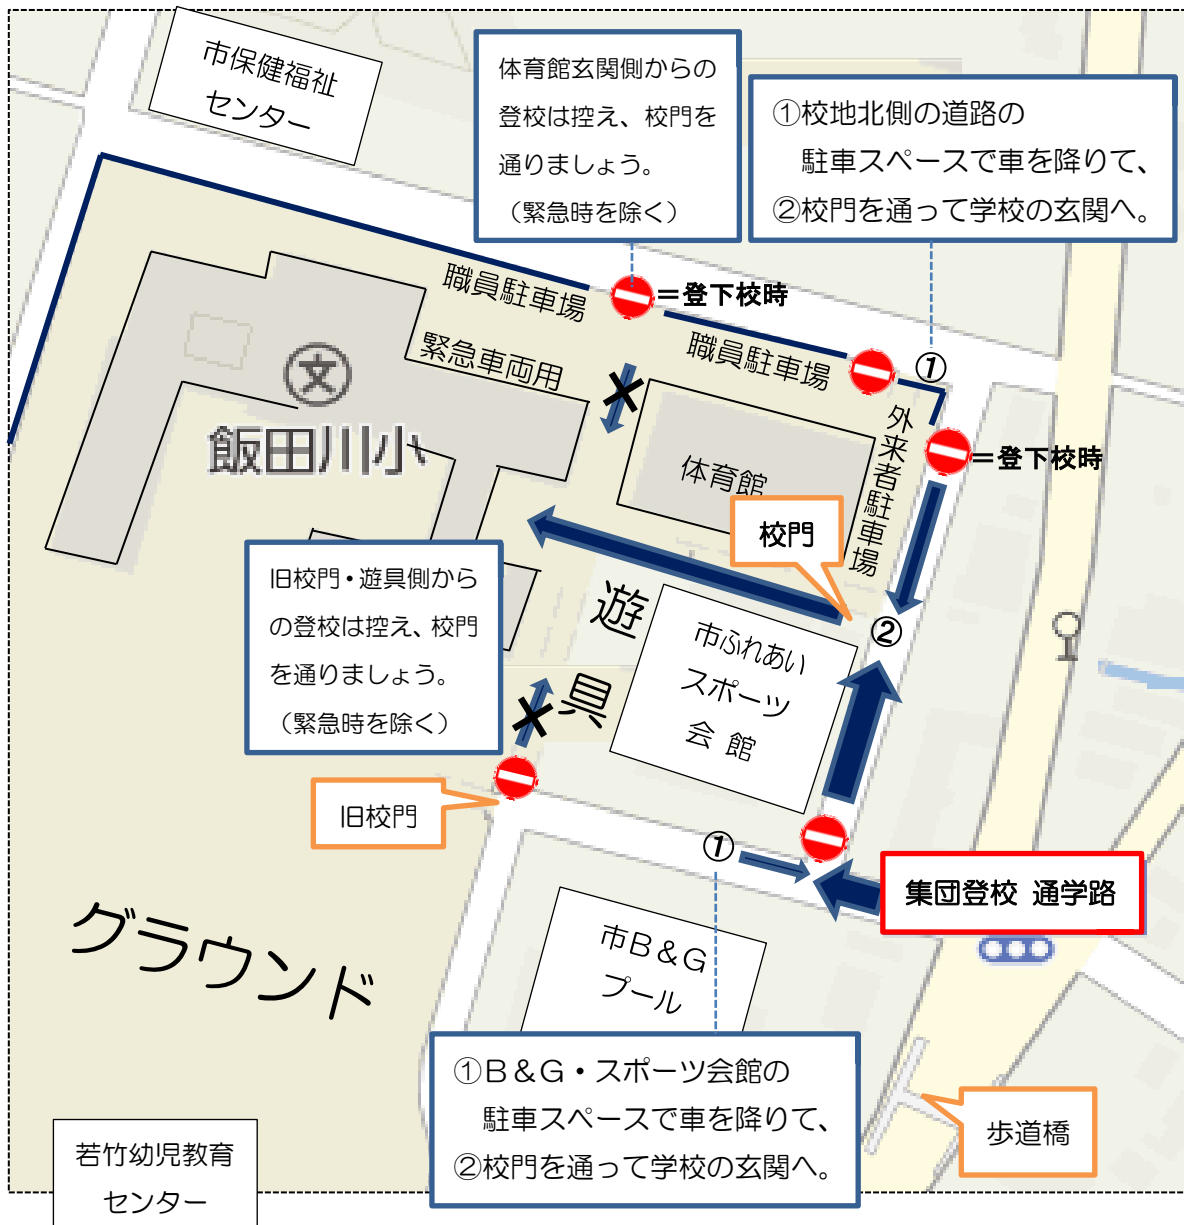 市保健福祉
センター
体育館玄関側からの
登校は控え、校門を
通りましょう。
（緊急時を除く）
①校地北側の道路の
駐車スペースで車を降りて、
②校門を通って学校の玄関へ。
職員駐車場
＝登下校時
職員駐車場
①
緊急車両用
文
飯田川小
体育館
外来者駐車場
＝登下校時
校門
旧校門・遊具側から
の登校は控え、校門
を通りましょう。
（緊急時を除く）
遊
具
②
市ふれあい
スポーツ
会 館
旧校門
①
集団登校 通学路
グラウンド
市Ｂ＆Ｇ
プール
①Ｂ＆Ｇ・スポーツ会館の
駐車スペースで車を降りて、
②校門を通って学校の玄関へ。
歩道橋
若竹幼児教育
センター